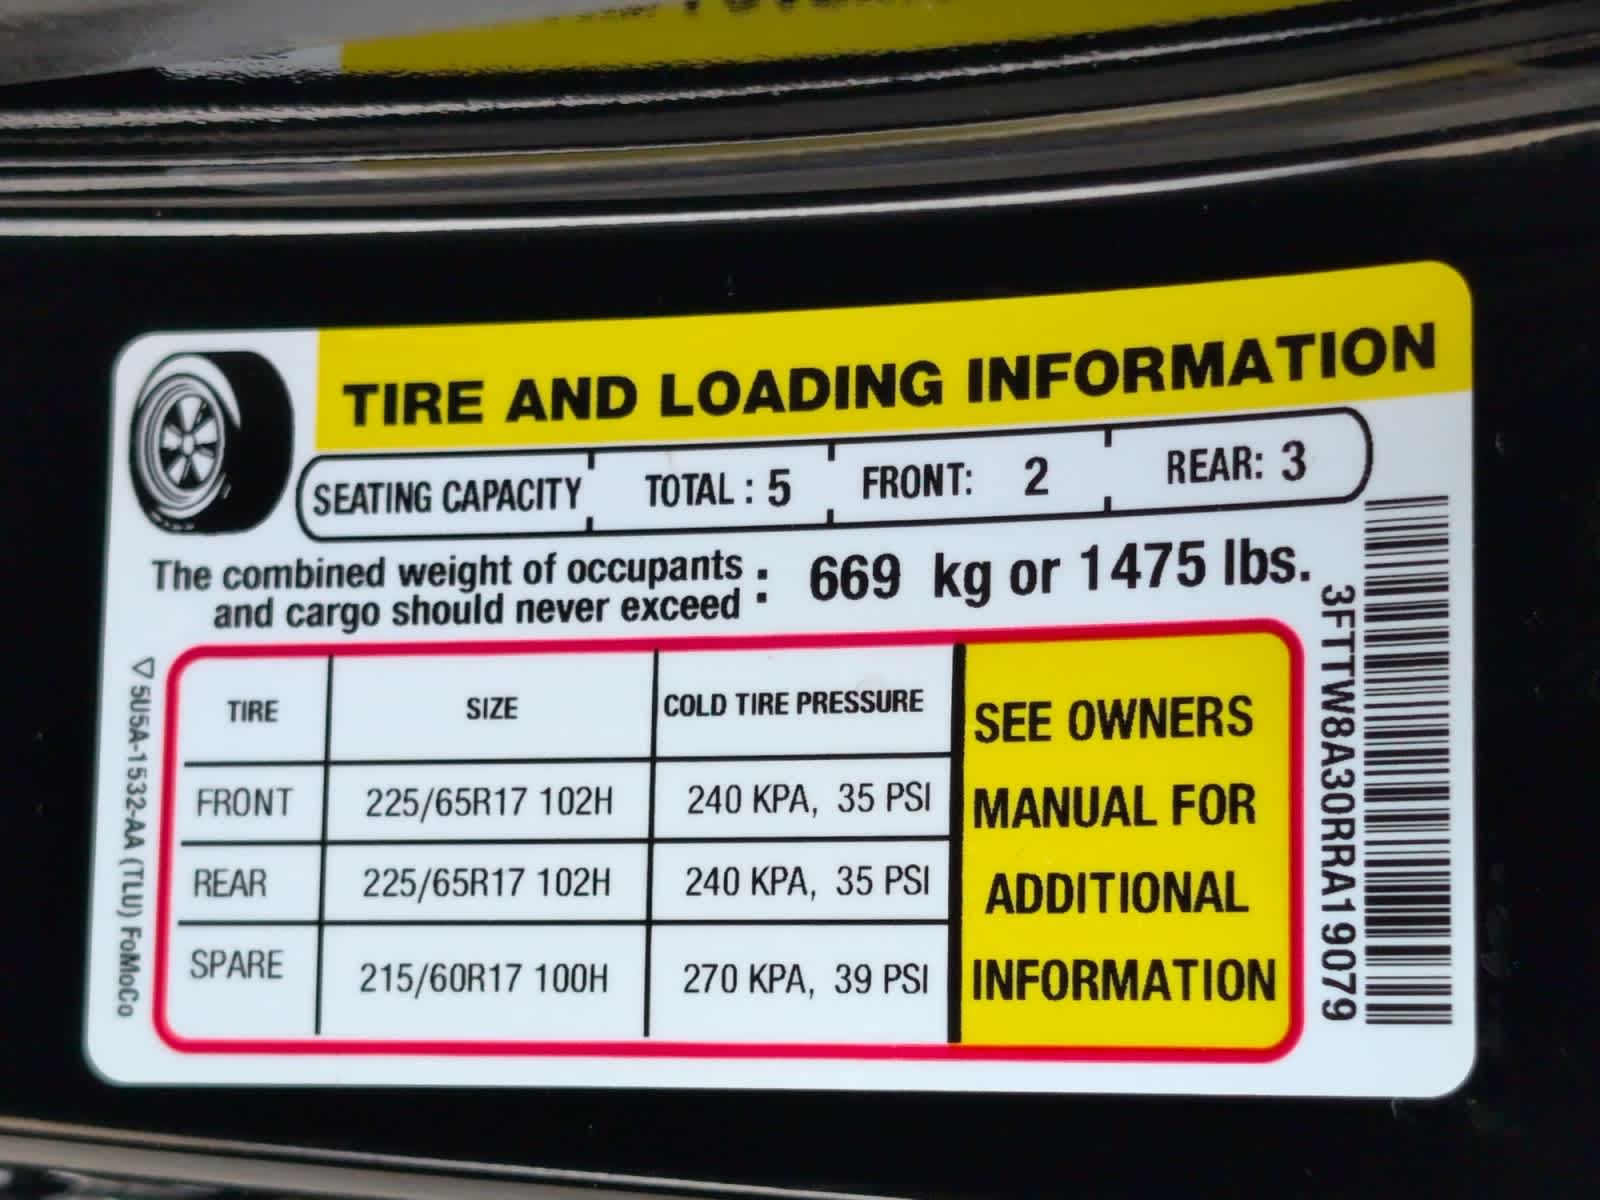 TIRE AND LOADING INFORMATION
SEATING CAPACITY TOTAL : 5 FRONT: 2 REAR: 3
The combined weight of occupants
and cargo should never exceed : 669 kg or 1475 lbs.
TIRE SIZE COLD TIRE PRESSURE
FRONT 225/65R17 102H 240 KPA, 35 PSI
REAR 225/65R17 102H 240 KPA, 35 PSI
SPARE 215/60R17 100H 270 KPA, 39 PSI
SEE OWNERS
MANUAL FOR
ADDITIONAL
INFORMATION
3FTTW8A30RRA19079
5U5A-1532-AA (TLU) FoMoCo